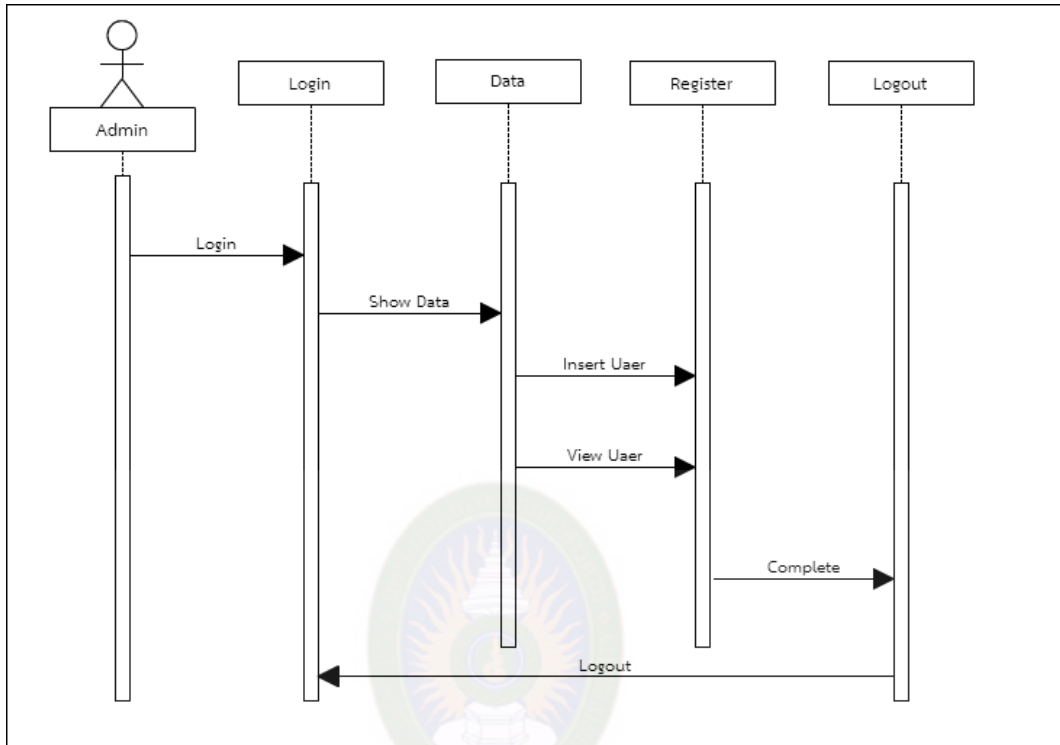 Admin
Login
Data
Register
Logout
Login
Show Data
Insert Uaer
View Uaer
Complete
Logout